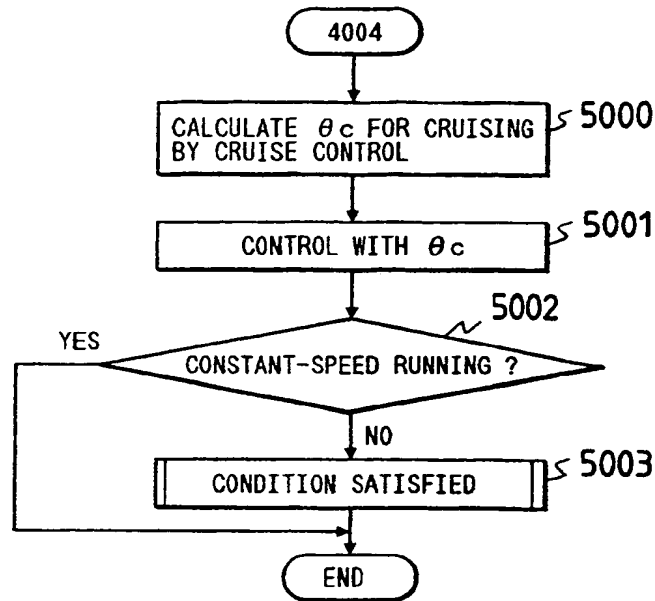 4004
CALCULATE θc FOR CRUISING
BY CRUISE CONTROL
5000
CONTROL WITH θc
5001
5002
YES
CONSTANT-SPEED RUNNING ?
NO
CONDITION SATISFIED
5003
END